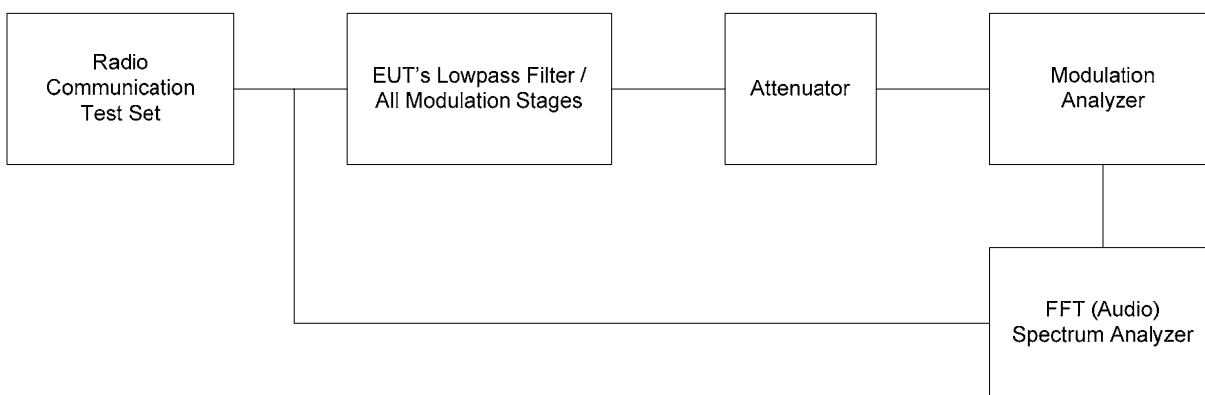 Radio
Communication
Test Set
EUT's Lowpass Filter /
All Modulation Stages
Attenuator
Modulation
Analyzer
FFT (Audio)
Spectrum Analyzer